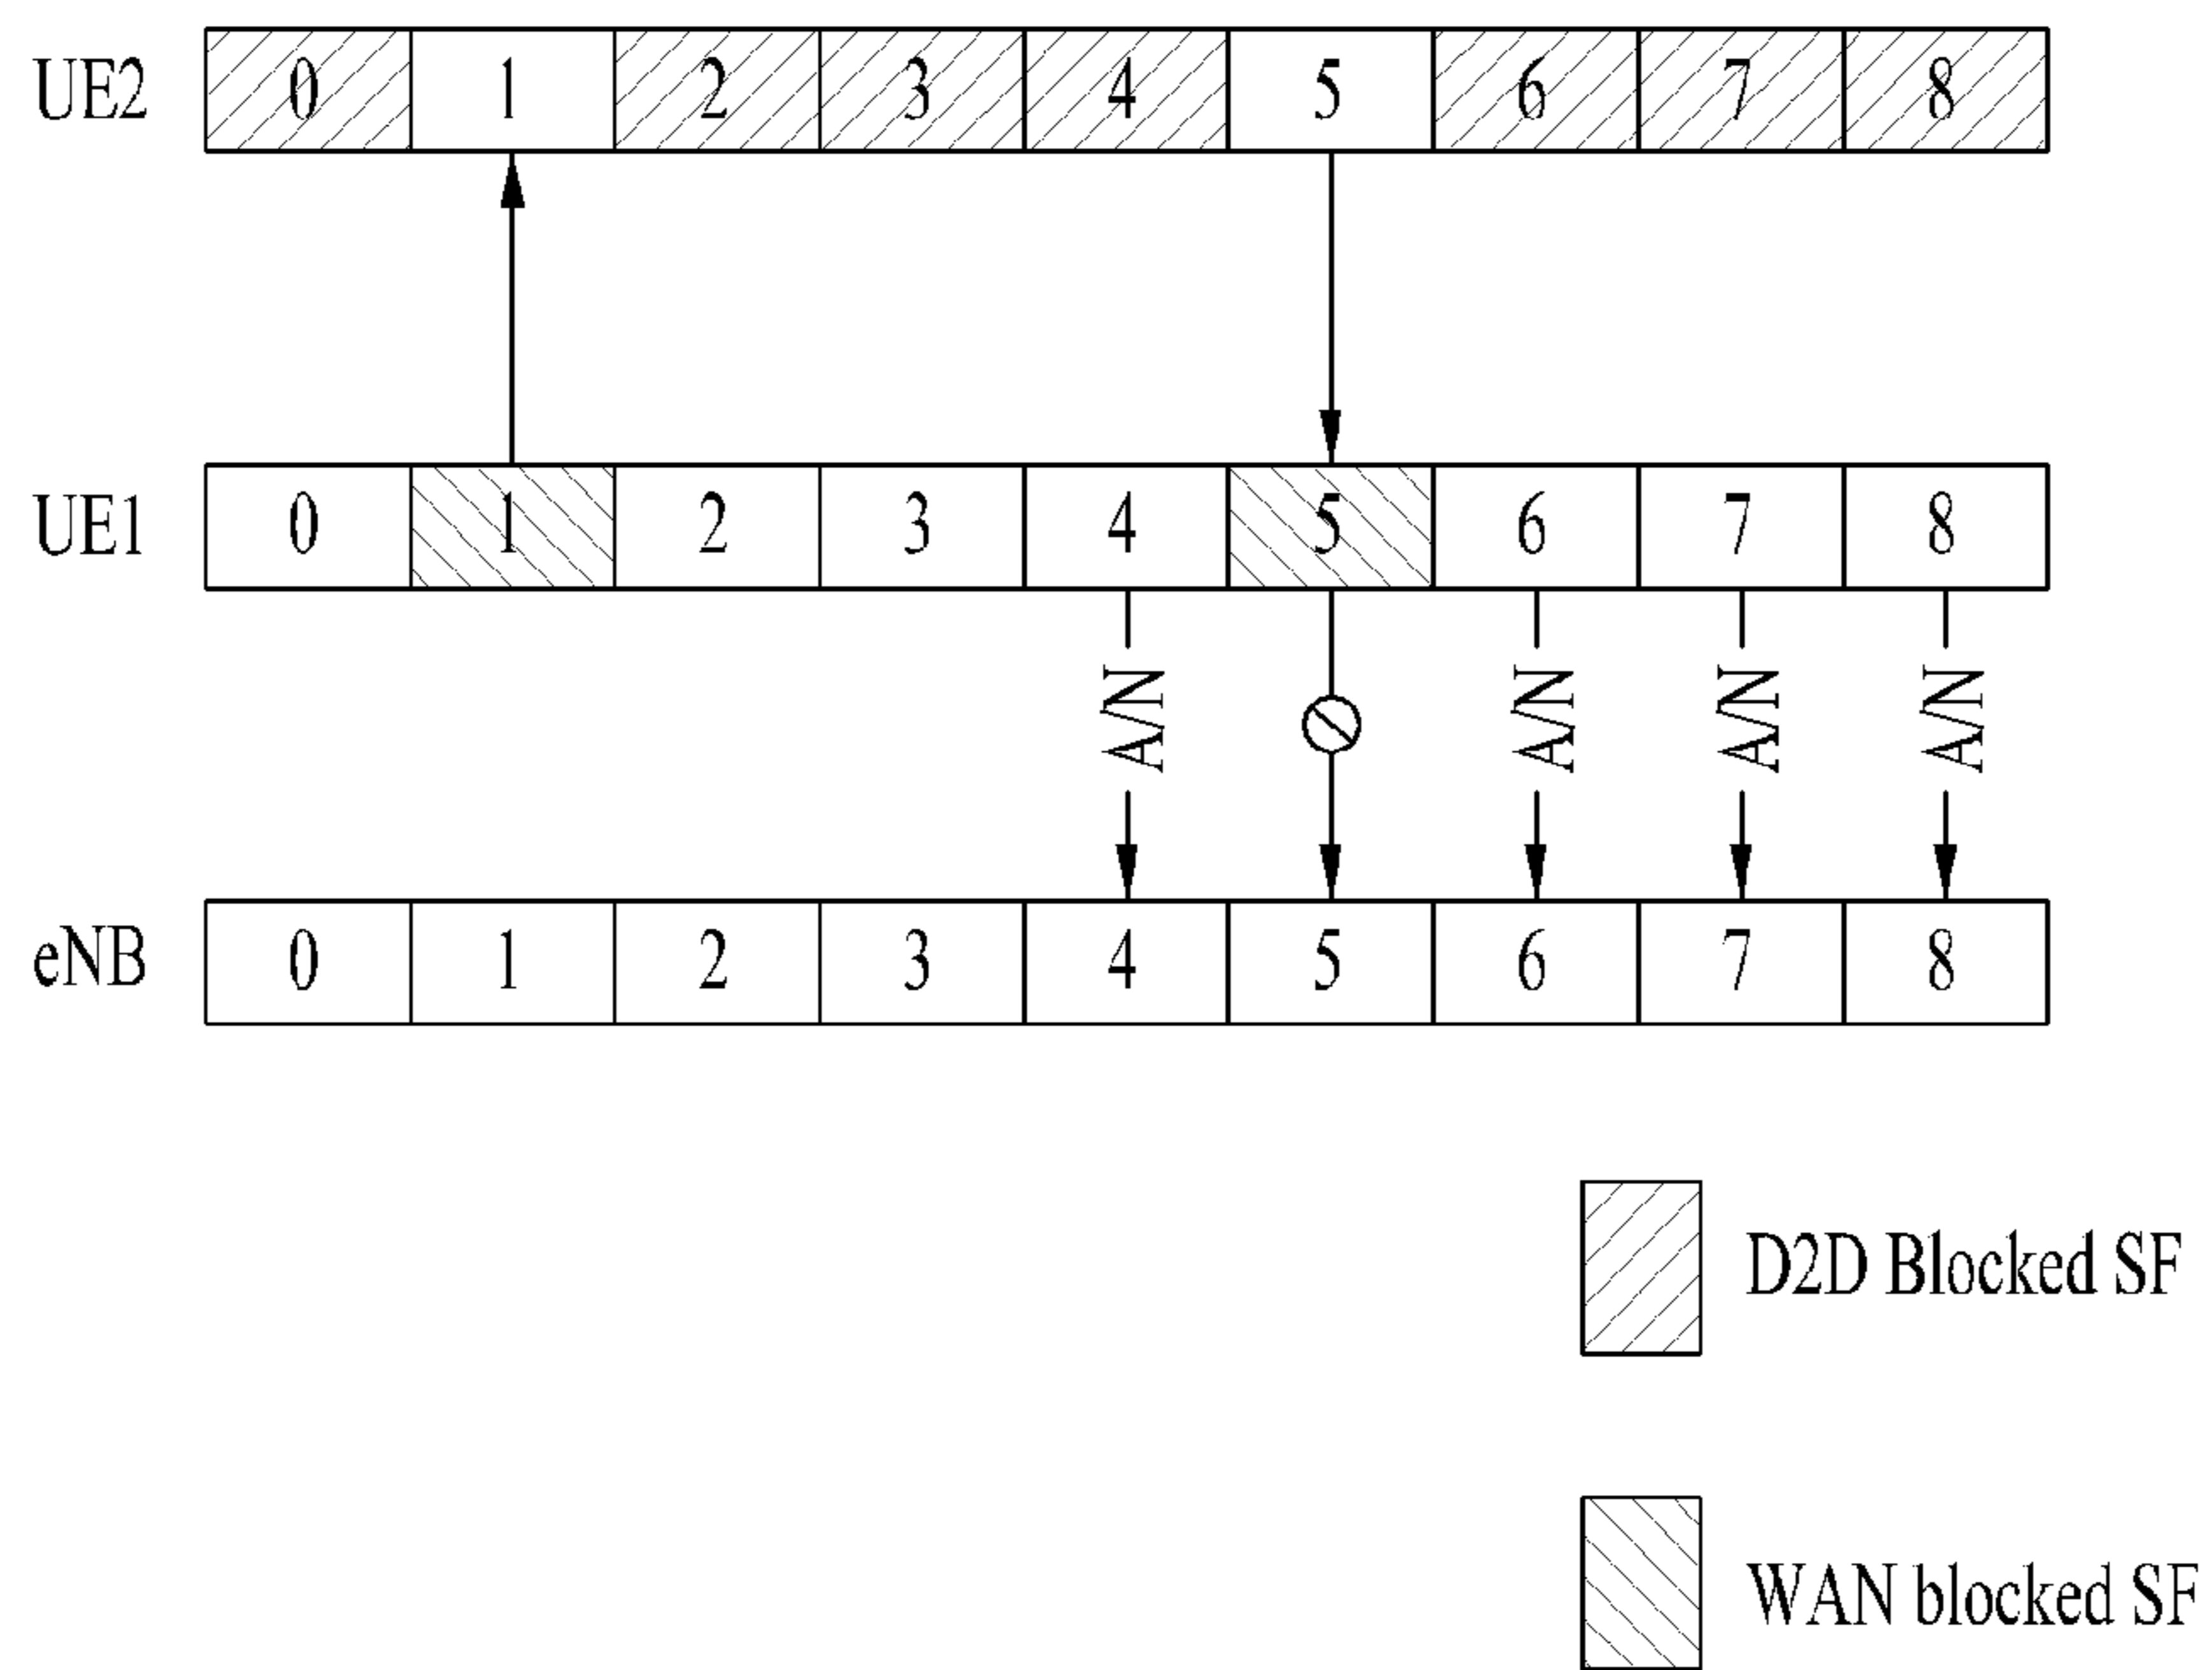 UE2 0 1 2 3 4 5 6 7 8
UE1 0 1 2 3 4 5 6 7 8
A/N A/N A/N A/N
eNB 0 1 2 3 4 5 6 7 8
D2D Blocked SF
WAN blocked SF